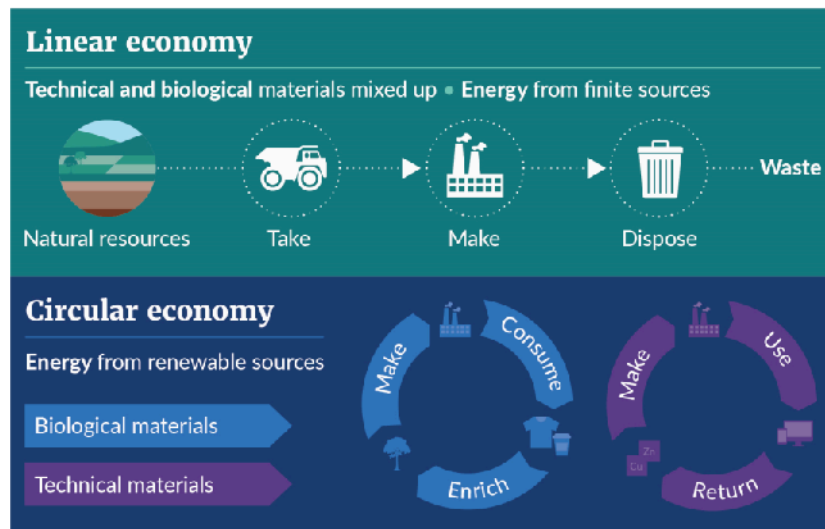 Linear economy
Technical and biological materials mixed up • Energy from finite sources
Waste
Natural resources
Take
Make
Dispose
Circular economy
Energy from renewable sources
Biological materials
Technical materials
Make
Consume
Enrich
Make
Use
Return
Zn
Cu